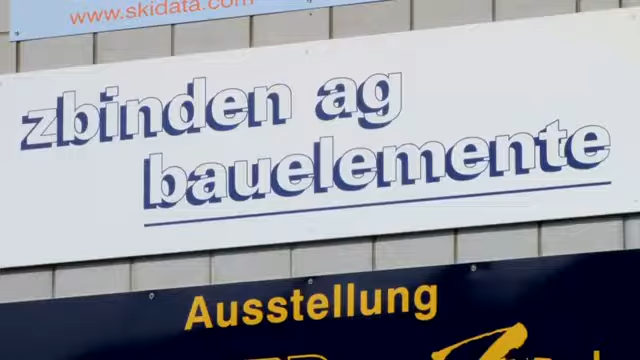 www.skidata.com
zbinden ag
bauelemente
Ausstellung